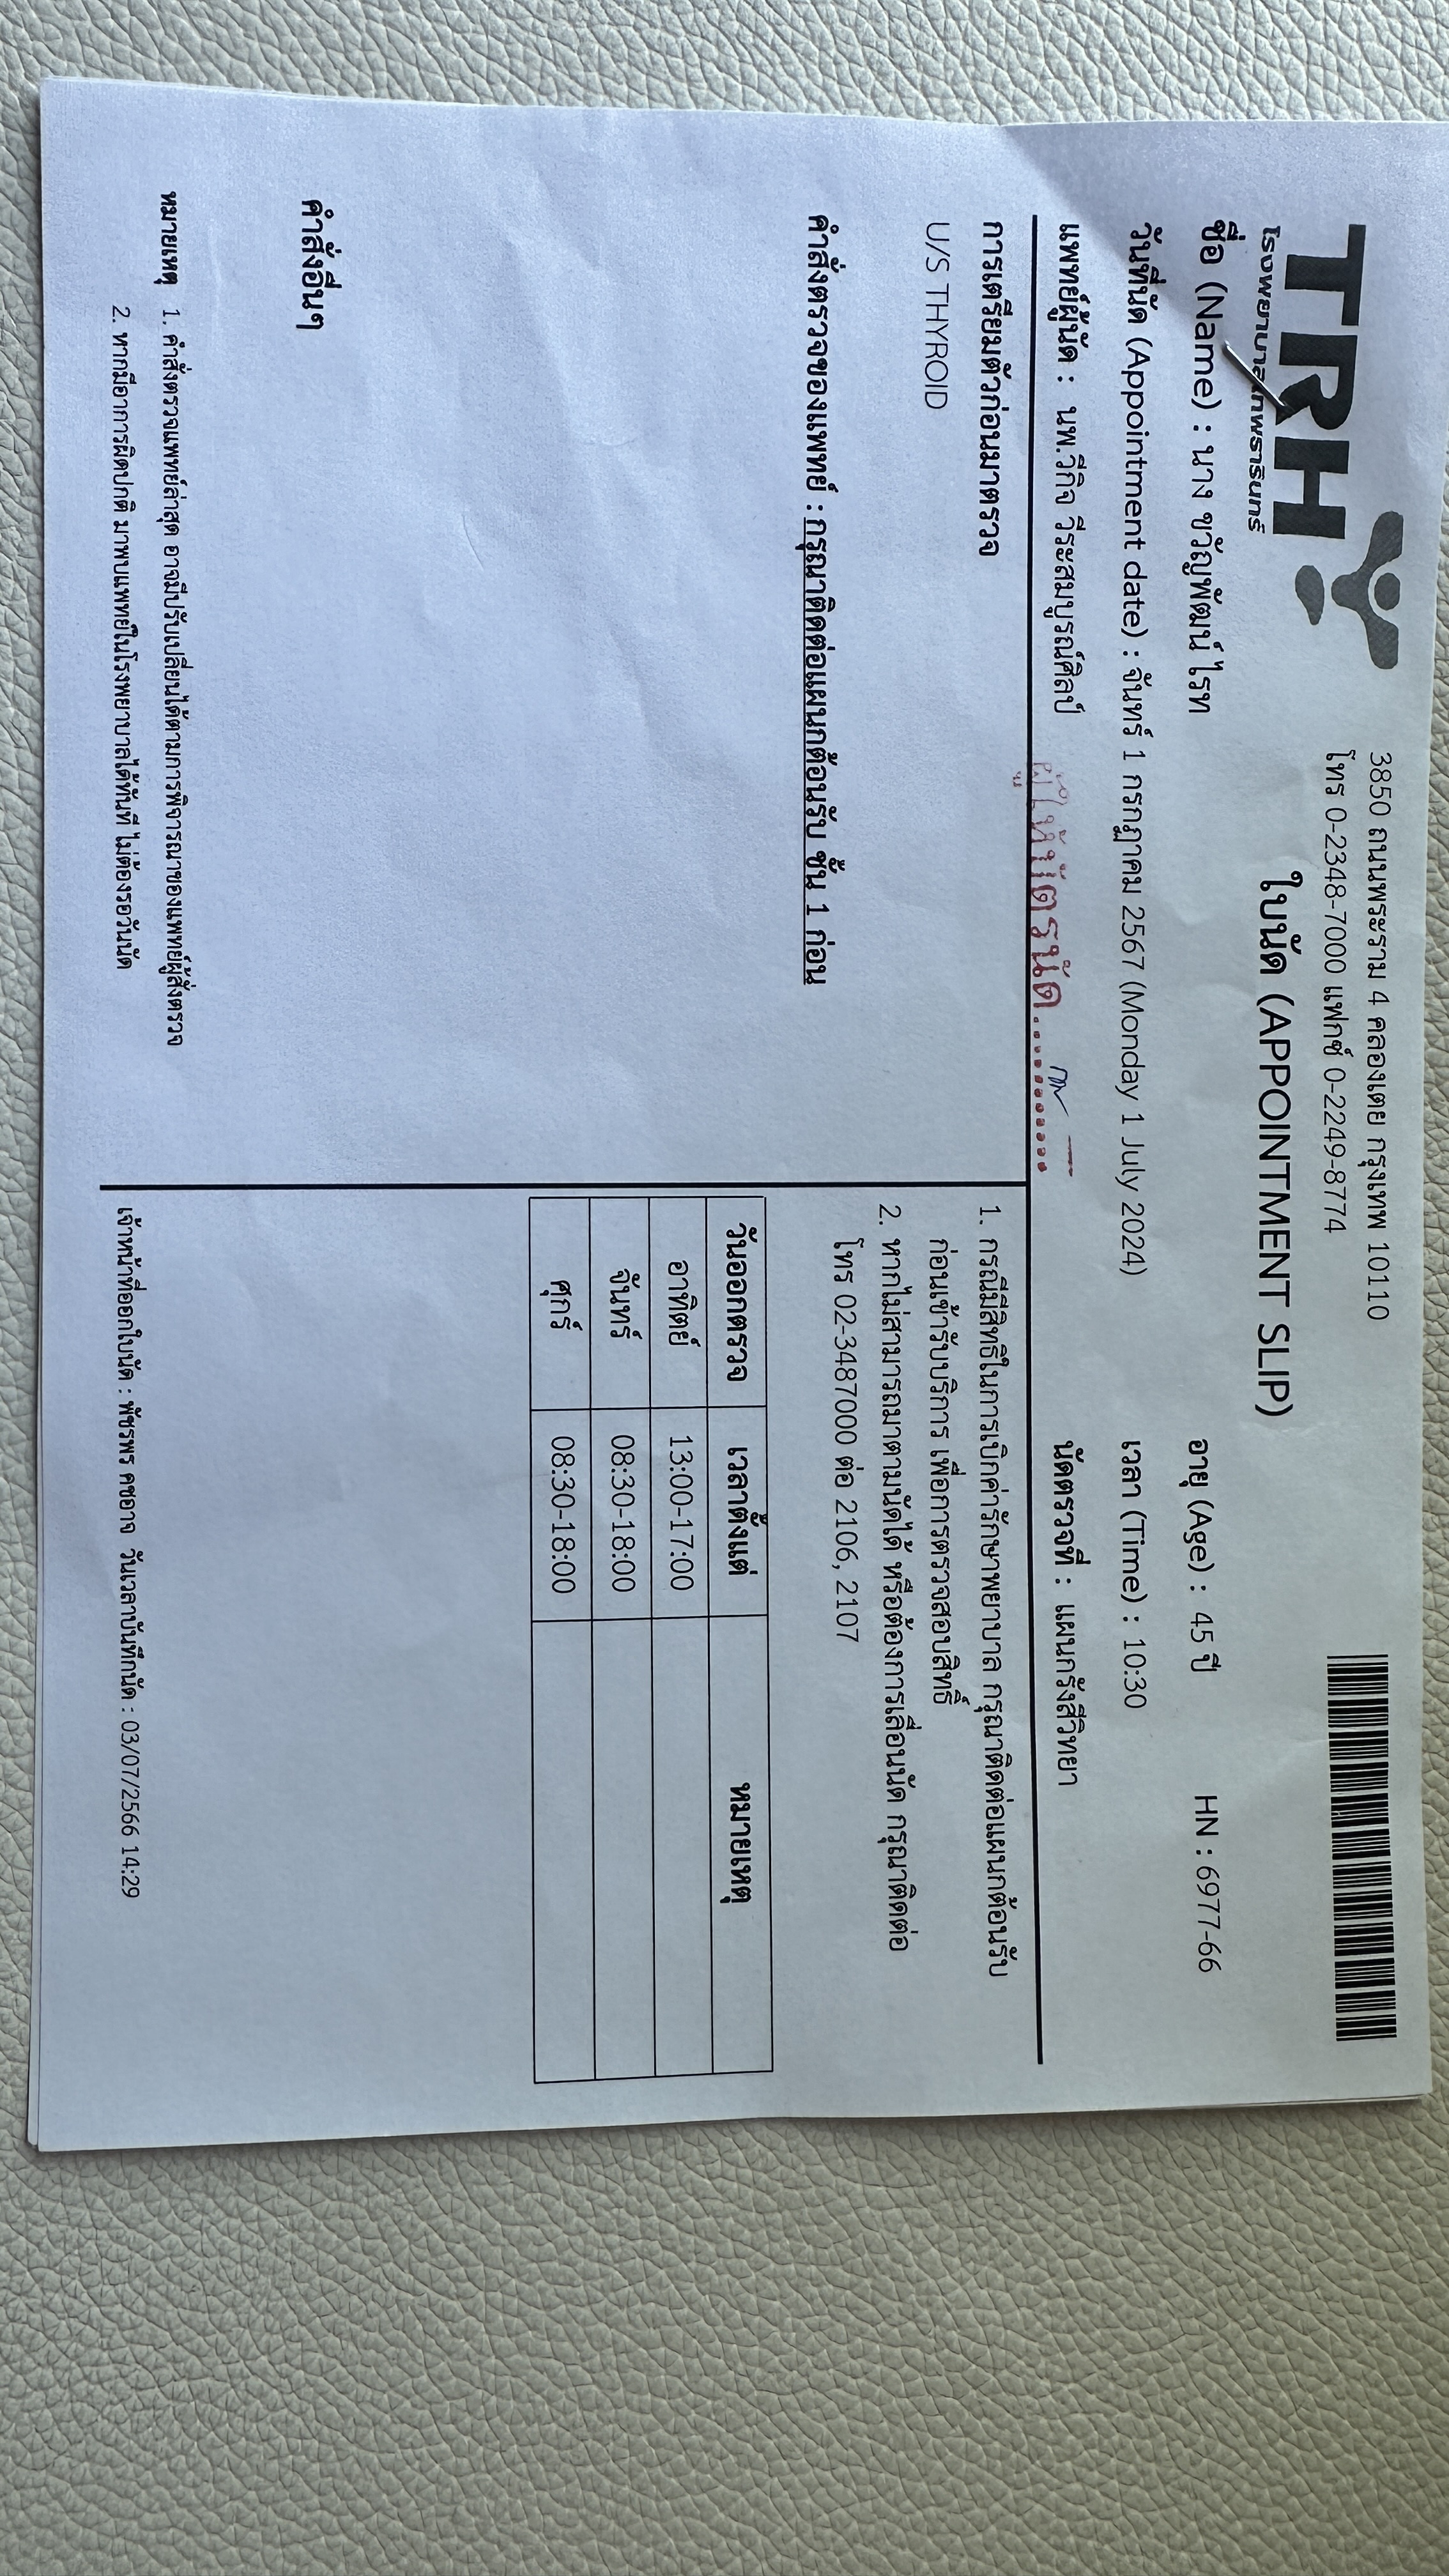 TRH
โรงพยาบาลเทพธารินทร์
3850 ถนนพระราม 4 คลองเตย กรุงเทพ 10110
โทร 0-2348-7000 แฟกซ์ 0-2249-8774
ใบนัด (APPOINTMENT SLIP)
ชื่อ (Name) : นาง ขวัญพัฒน์ ไรท อายุ (Age) : 45 ปี HN : 6977-66
วันที่นัด (Appointment date) : จันทร์ 1 กรกฎาคม 2567 (Monday 1 July 2024) เวลา (Time) : 10:30
แพทย์ผู้นัด : นพ.วีกิจ วีระสมบูรณ์ศิลป์ นัดตรวจที่ : แผนกรังสีวิทยา
ผู้ให้บัตรนัด............
การเตรียมตัวก่อนมาตรวจ
U/S THYROID
คำสั่งตรวจของแพทย์ : กรุณาติดต่อแผนกต้อนรับ ชั้น 1 ก่อน
คำสั่งอื่นๆ
1. กรณีมีสิทธิ์ในการเบิกค่ารักษาพยาบาล กรุณาติดต่อแผนกต้อนรับ
ก่อนเข้ารับบริการ เพื่อการตรวจสอบสิทธิ์
2. หากไม่สามารถมาตามนัดได้ หรือต้องการเลื่อนนัด กรุณาติดต่อ
โทร 02-3487000 ต่อ 2106, 2107
วันออกตรวจ เวลาตั้งแต่ หมายเหตุ
อาทิตย์ 13:00-17:00
จันทร์ 08:30-18:00
ศุกร์ 08:30-18:00
หมายเหตุ 1. คำสั่งตรวจแพทย์ล่าสุด อาจมีปรับเปลี่ยนได้ตามการพิจารณาของแพทย์ผู้สั่งตรวจ
2. หากมีอาการผิดปกติ มาพบแพทย์ในโรงพยาบาลได้ทันที ไม่ต้องรอวันนัด
เจ้าหน้าที่ออกใบนัด : พัชรพร คชอาจ วันเวลาบันทึกนัด : 03/07/2566 14:29